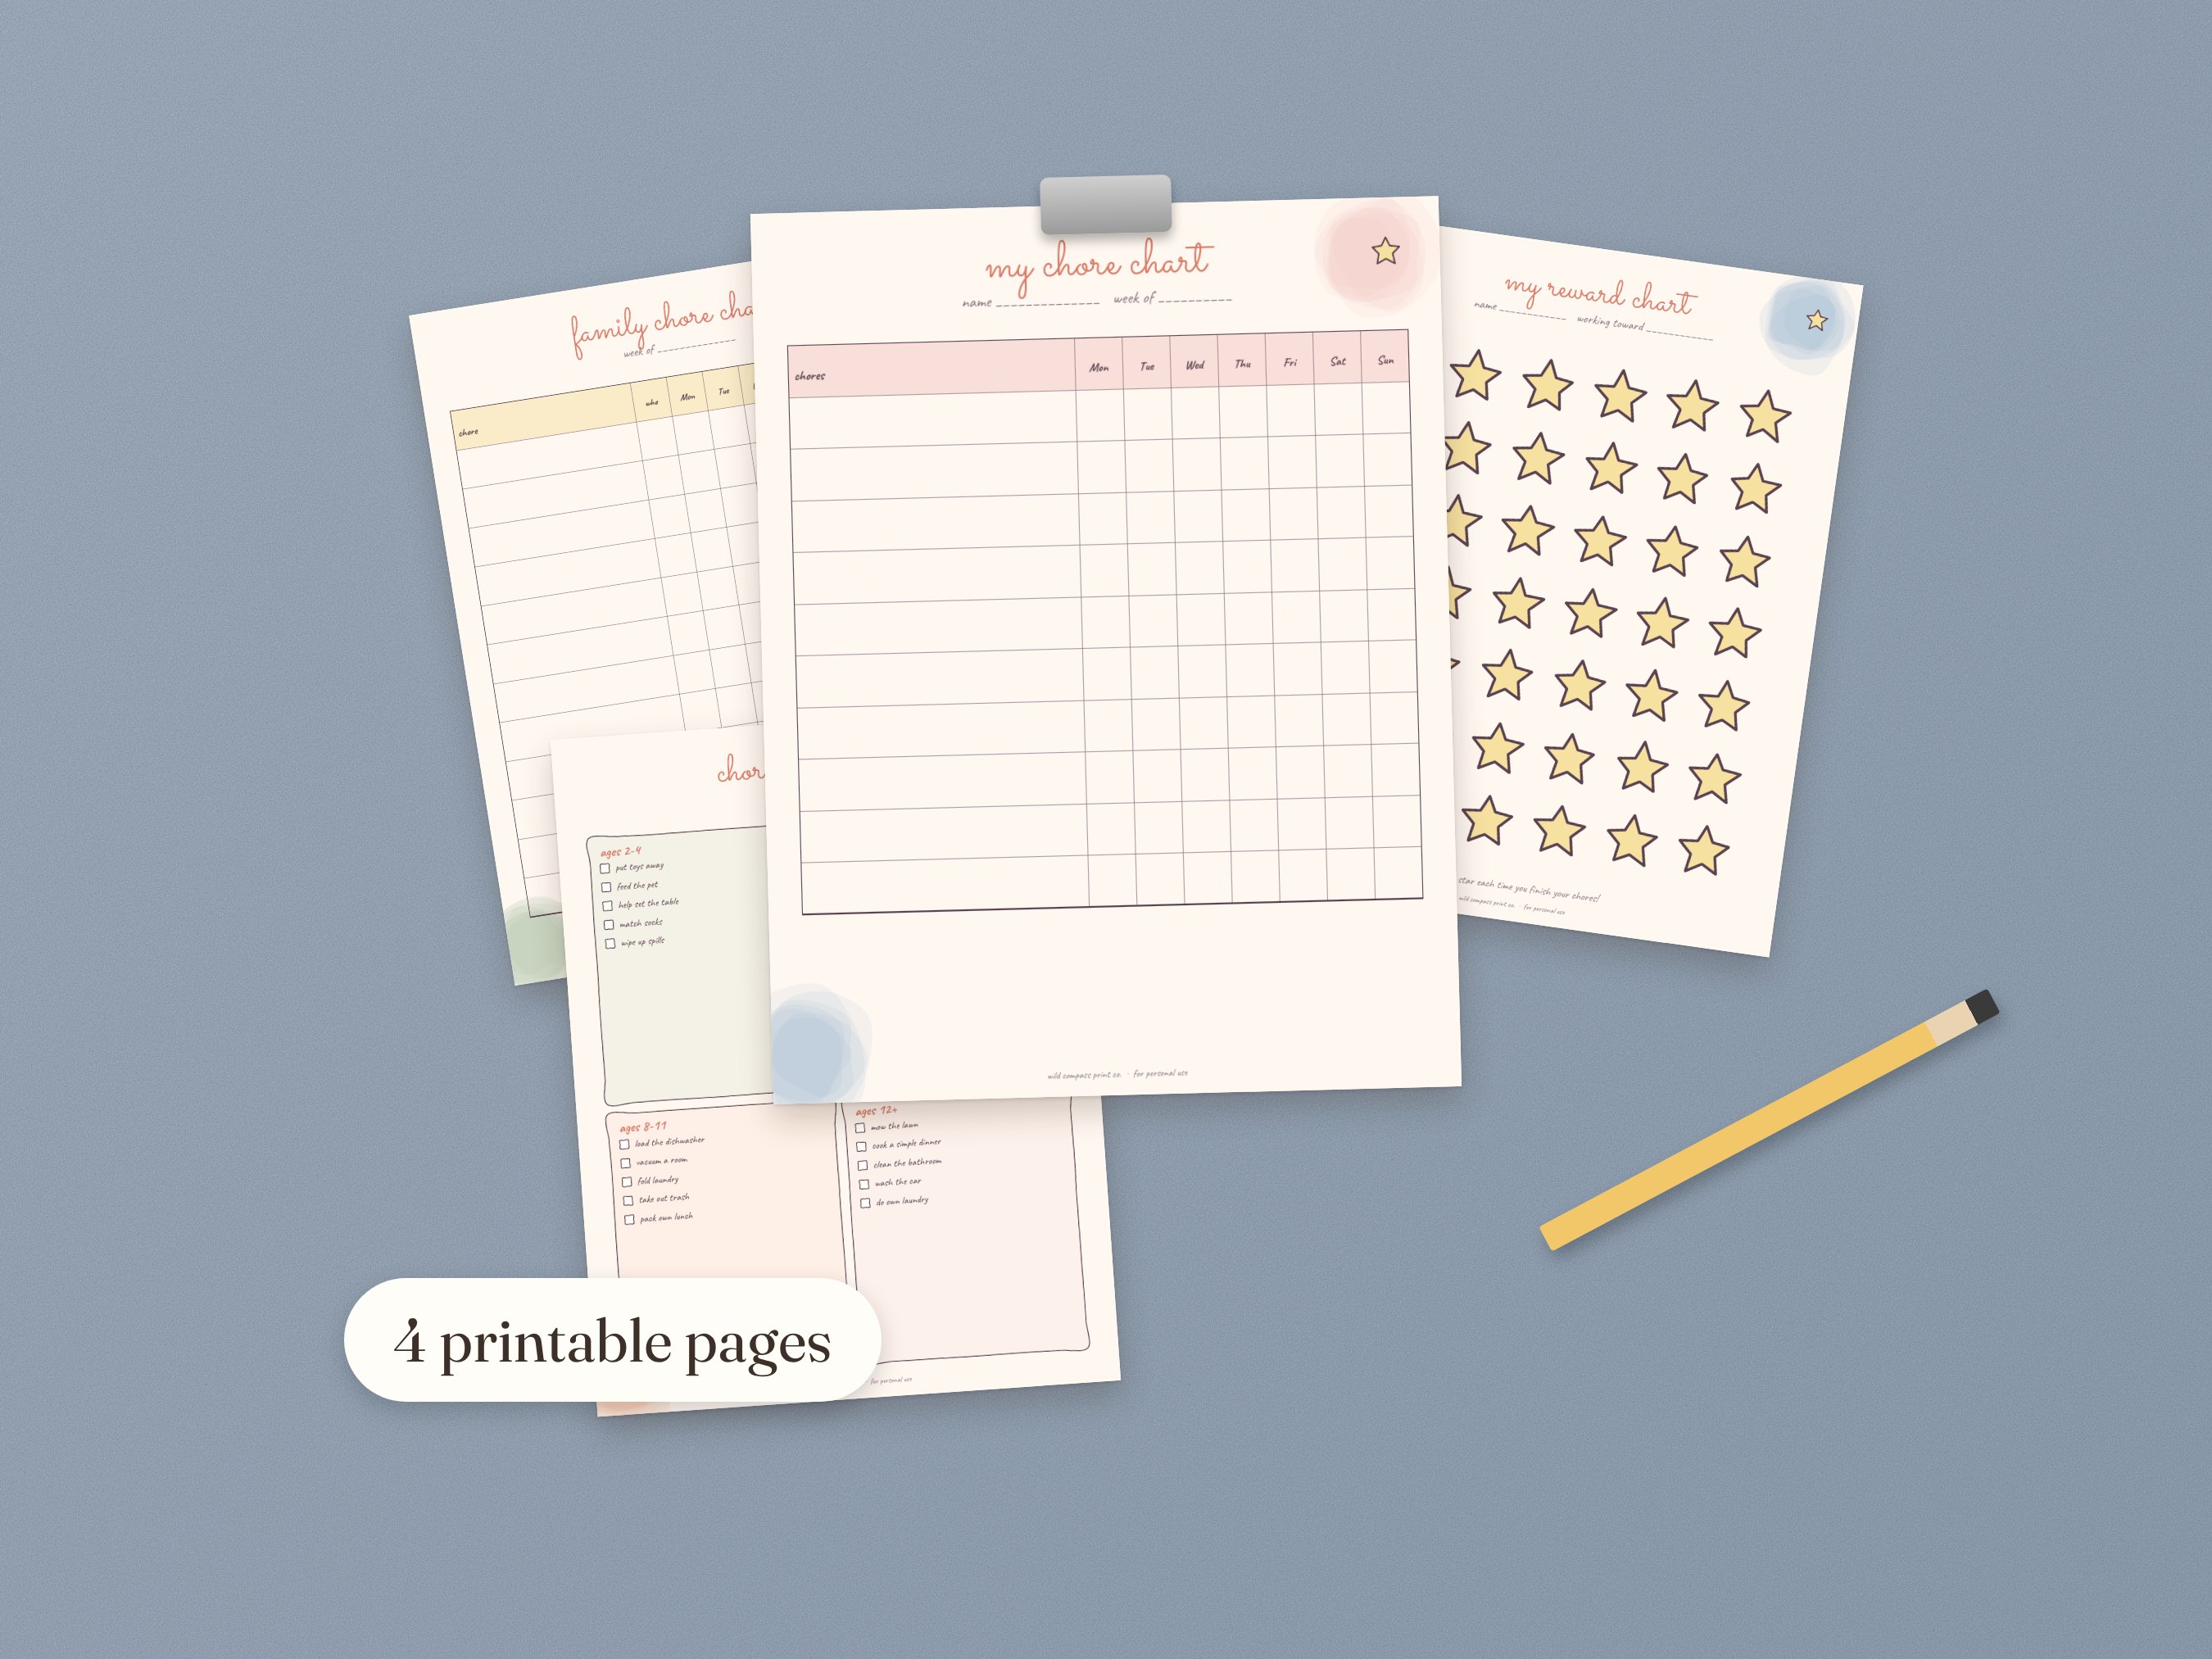 my chore chart
name _____________ week of __________
chores Mon Tue Wed Thu Fri Sat Sun
wild compass print co. · for personal use
family chore cha
week of ____________
chore who Mon Tue
my reward chart
name ___________ working toward ___________
star each time you finish your chores!
wild compass print co. · for personal use
ages 2-4
put toys away
feed the pet
help set the table
match socks
wipe up spills
ages 8-11
load the dishwasher
vacuum a room
fold laundry
take out trash
pack own lunch
ages 12+
mow the lawn
cook a simple dinner
clean the bathroom
wash the car
do own laundry
for personal use
4 printable pages